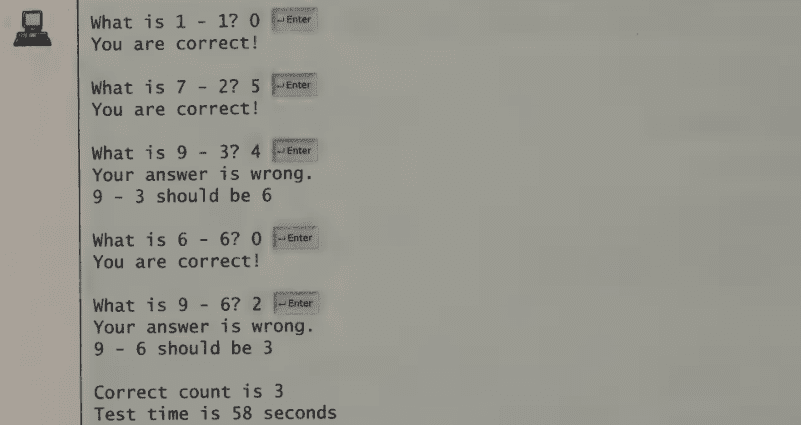 What is 1 - 1? 0 ↵Enter
You are correct!
What is 7 - 2? 5 ↵Enter
You are correct!
What is 9 - 3? 4 ↵Enter
Your answer is wrong.
9 - 3 should be 6
What is 6 - 6? 0 ↵Enter
You are correct!
What is 9 - 6? 2 ↵Enter
Your answer is wrong.
9 - 6 should be 3
Correct count is 3
Test time is 58 seconds